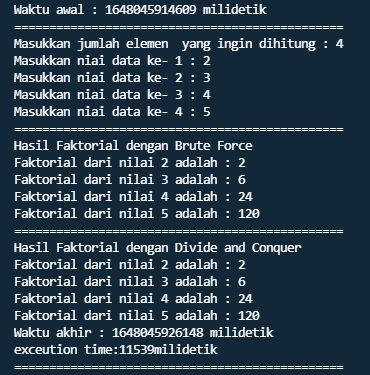 Waktu awal : 1648045914609 milidetik
===============================================
Masukkan jumlah elemen  yang ingin dihitung : 4
Masukkan niai data ke- 1 : 2
Masukkan niai data ke- 2 : 3
Masukkan niai data ke- 3 : 4
Masukkan niai data ke- 4 : 5
===============================================
Hasil Faktorial dengan Brute Force
Faktorial dari nilai 2 adalah : 2
Faktorial dari nilai 3 adalah : 6
Faktorial dari nilai 4 adalah : 24
Faktorial dari nilai 5 adalah : 120
===============================================
Hasil Faktorial dengan Divide and Conquer
Faktorial dari nilai 2 adalah : 2
Faktorial dari nilai 3 adalah : 6
Faktorial dari nilai 4 adalah : 24
Faktorial dari nilai 5 adalah : 120
Waktu akhir : 1648045926148 milidetik
exceution time:11539milidetik
===============================================